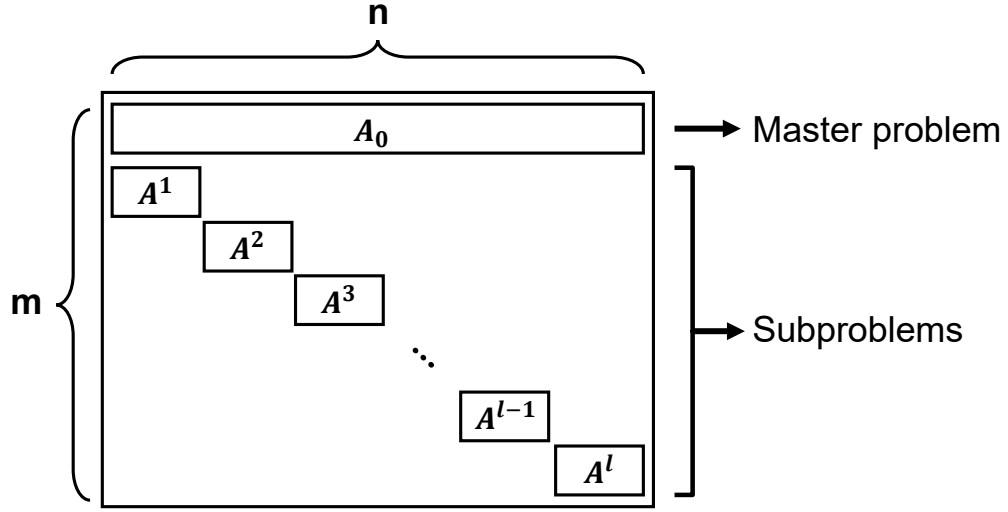 n
A₀
Master problem
A¹
A²
m
A³
Subproblems
⋱
Aˡ⁻¹
Aˡ